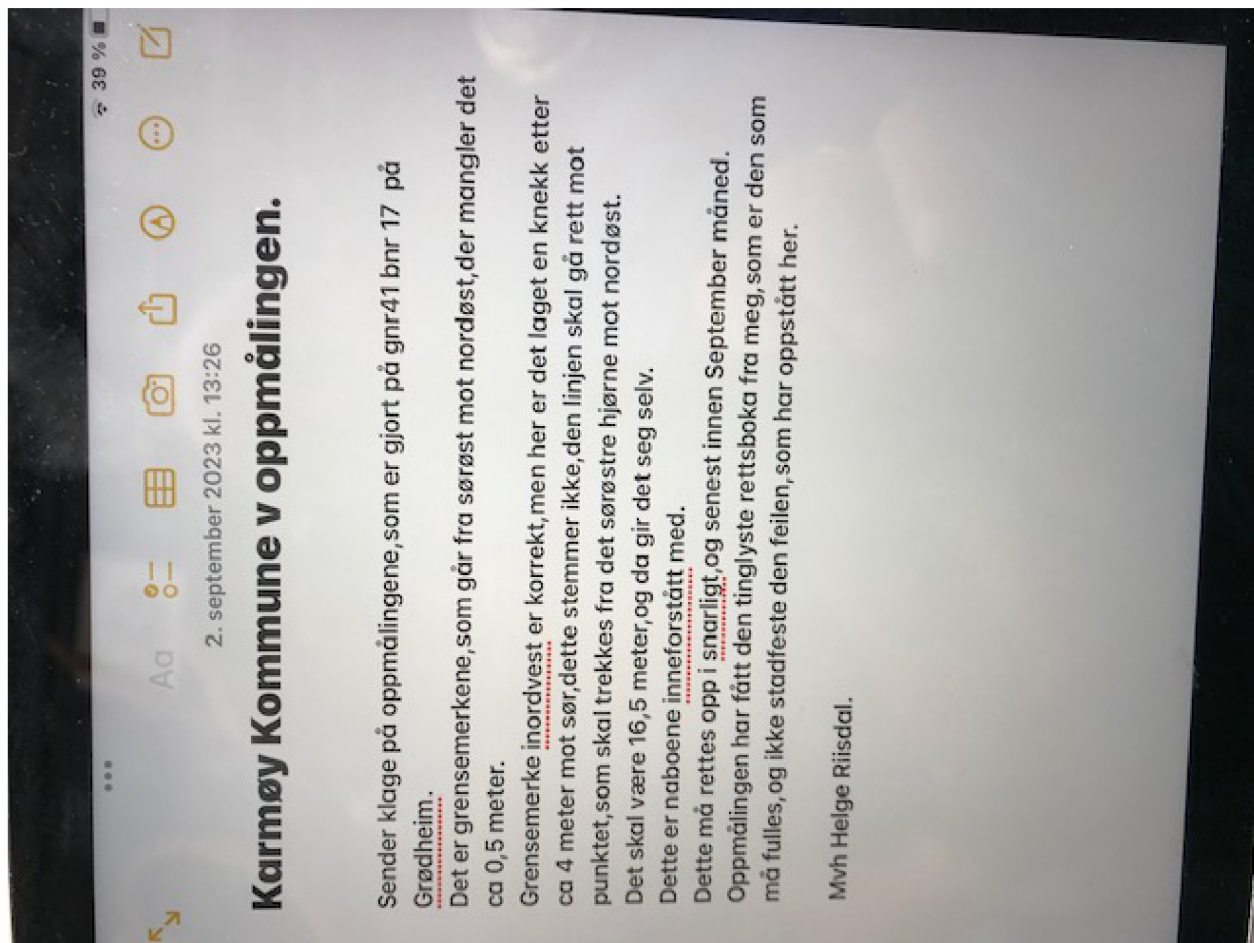 39 %
Aa
2. september 2023 kl. 13:26
Karmøy Kommune v oppmålingen.
Sender klage på oppmålingene,som er gjort på gnr41 bnr 17 på
Grødheim.
Det er grensemerkene,som går fra sørøst mot nordøst,der mangler det
ca 0,5 meter.
Grensemerke inordvest er korrekt,men her er det laget en knekk etter
ca 4 meter mot sør,dette stemmer ikke,den linjen skal gå rett mot
punktet,som skal trekkes fra det sørøstre hjørne mot nordøst.
Det skal være 16,5 meter,og da gir det seg selv.
Dette er naboene inneforstått med.
Dette må rettes opp i snarligt,og senest innen September måned.
Oppmålingen har fått den tinglyste rettsboka fra meg,som er den som
må fulles,og ikke stadfeste den feilen,som har oppstått her.
Mvh Helge Riisdal.